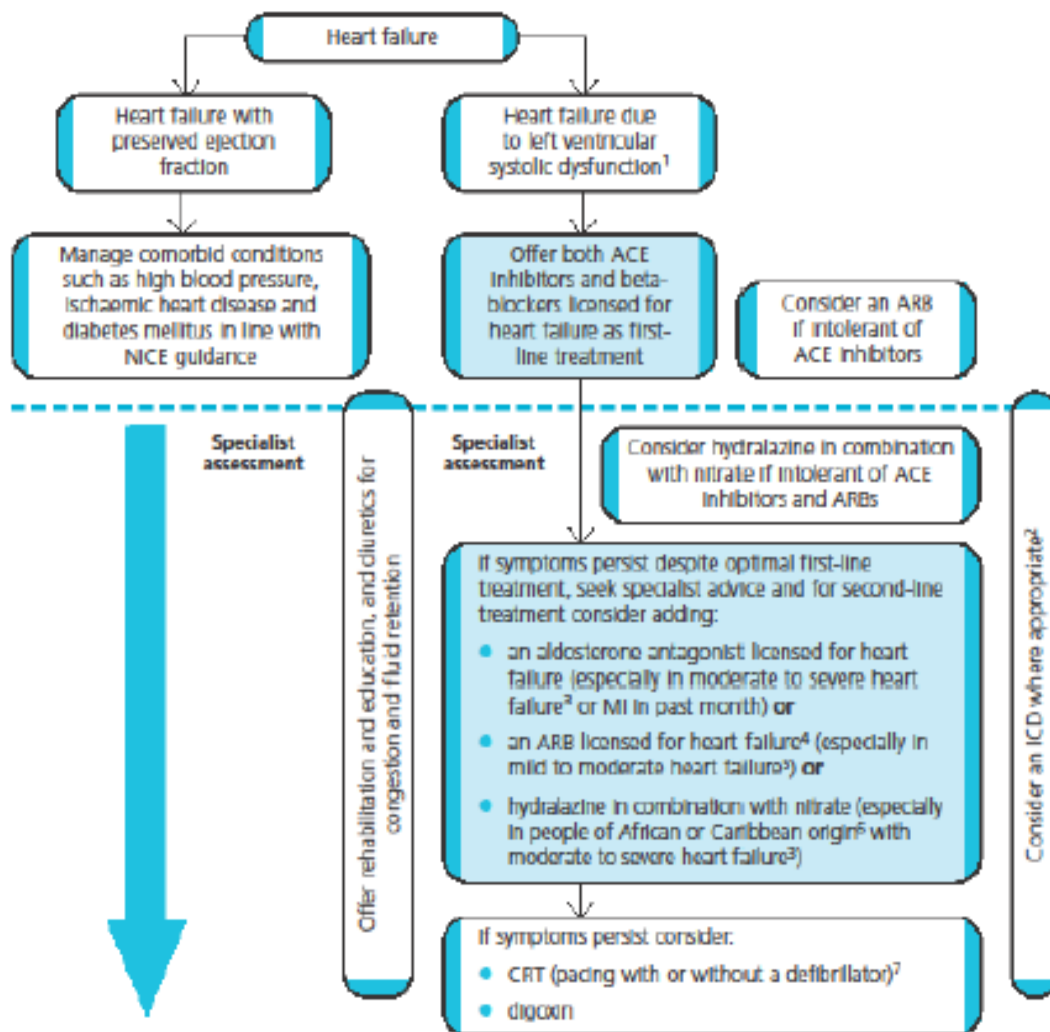 Heart failure
Heart failure with
preserved ejection
fraction
Heart failure due
to left ventricular
systolic dysfunction¹
Manage comorbid conditions
such as high blood pressure,
ischaemic heart disease and
diabetes mellitus in line with
NICE guidance
Offer both ACE
inhibitors and beta-
blockers licensed for
heart failure as first-
line treatment
Consider an ARB
if intolerant of
ACE inhibitors
Specialist
assessment
Offer rehabilitation and education, and diuretics for
congestion and fluid retention
Specialist
assessment
Consider hydralazine in combination
with nitrate if intolerant of ACE
inhibitors and ARBs
Consider an ICD where appropriate²
If symptoms persist despite optimal first-line
treatment, seek specialist advice and for second-line
treatment consider adding:
• an aldosterone antagonist licensed for heart
failure (especially in moderate to severe heart
failure³ or MI in past month) or
• an ARB licensed for heart failure⁴ (especially in
mild to moderate heart failure⁵) or
• hydralazine in combination with nitrate (especially
in people of African or Caribbean origin⁶ with
moderate to severe heart failure³)
If symptoms persist consider:
• CRT (pacing with or without a defibrillator)⁷
• digoxin